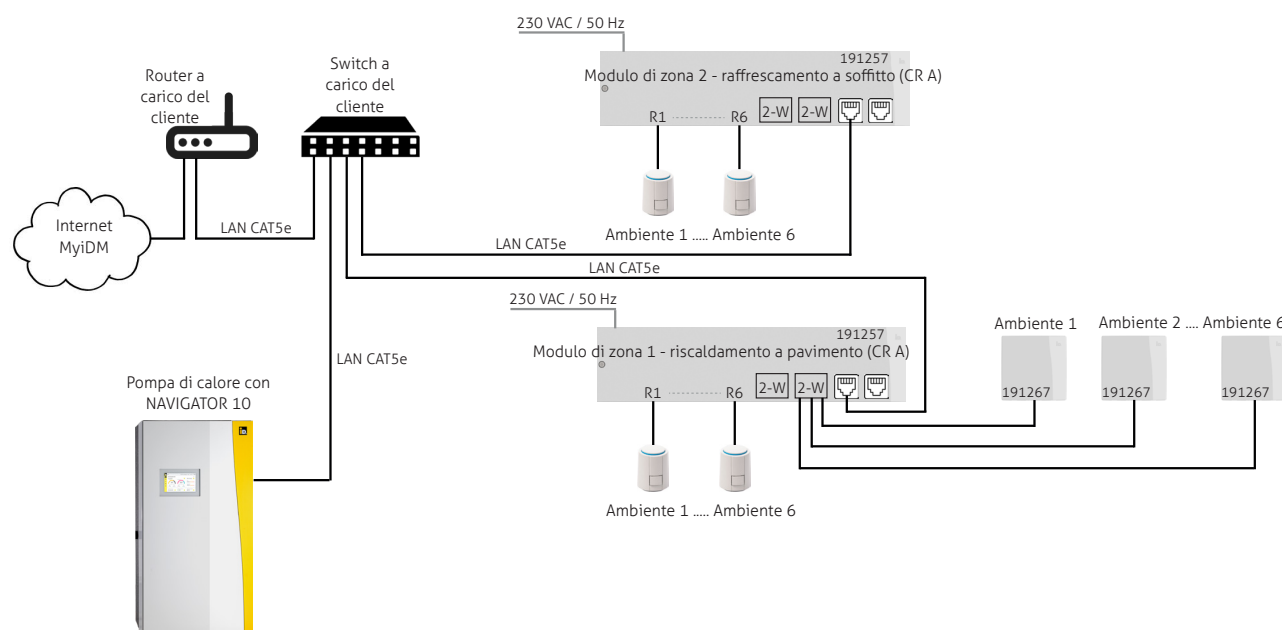 230 VAC / 50 Hz
191257
Modulo di zona 2 - raffrescamento a soffitto (CR A)
R1
R6
2-W
2-W
Ambiente 1 ..... Ambiente 6
Router a
carico del
cliente
Switch a
carico del
cliente
Internet
MyiDM
LAN CAT5e
LAN CAT5e
LAN CAT5e
LAN CAT5e
230 VAC / 50 Hz
191257
Modulo di zona 1 - riscaldamento a pavimento (CR A)
R1
R6
2-W
2-W
Ambiente 1 ..... Ambiente 6
Ambiente 1
Ambiente 2 .... Ambiente 6
191267
191267
191267
Pompa di calore con
NAVIGATOR 10